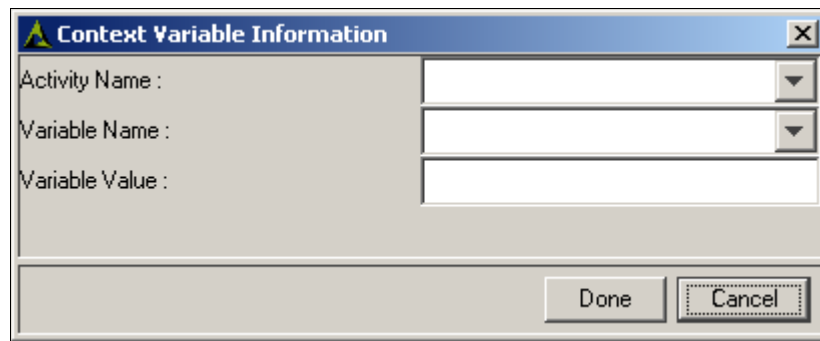 Context Variable Information
Activity Name :
Variable Name :
Variable Value :
Done Cancel